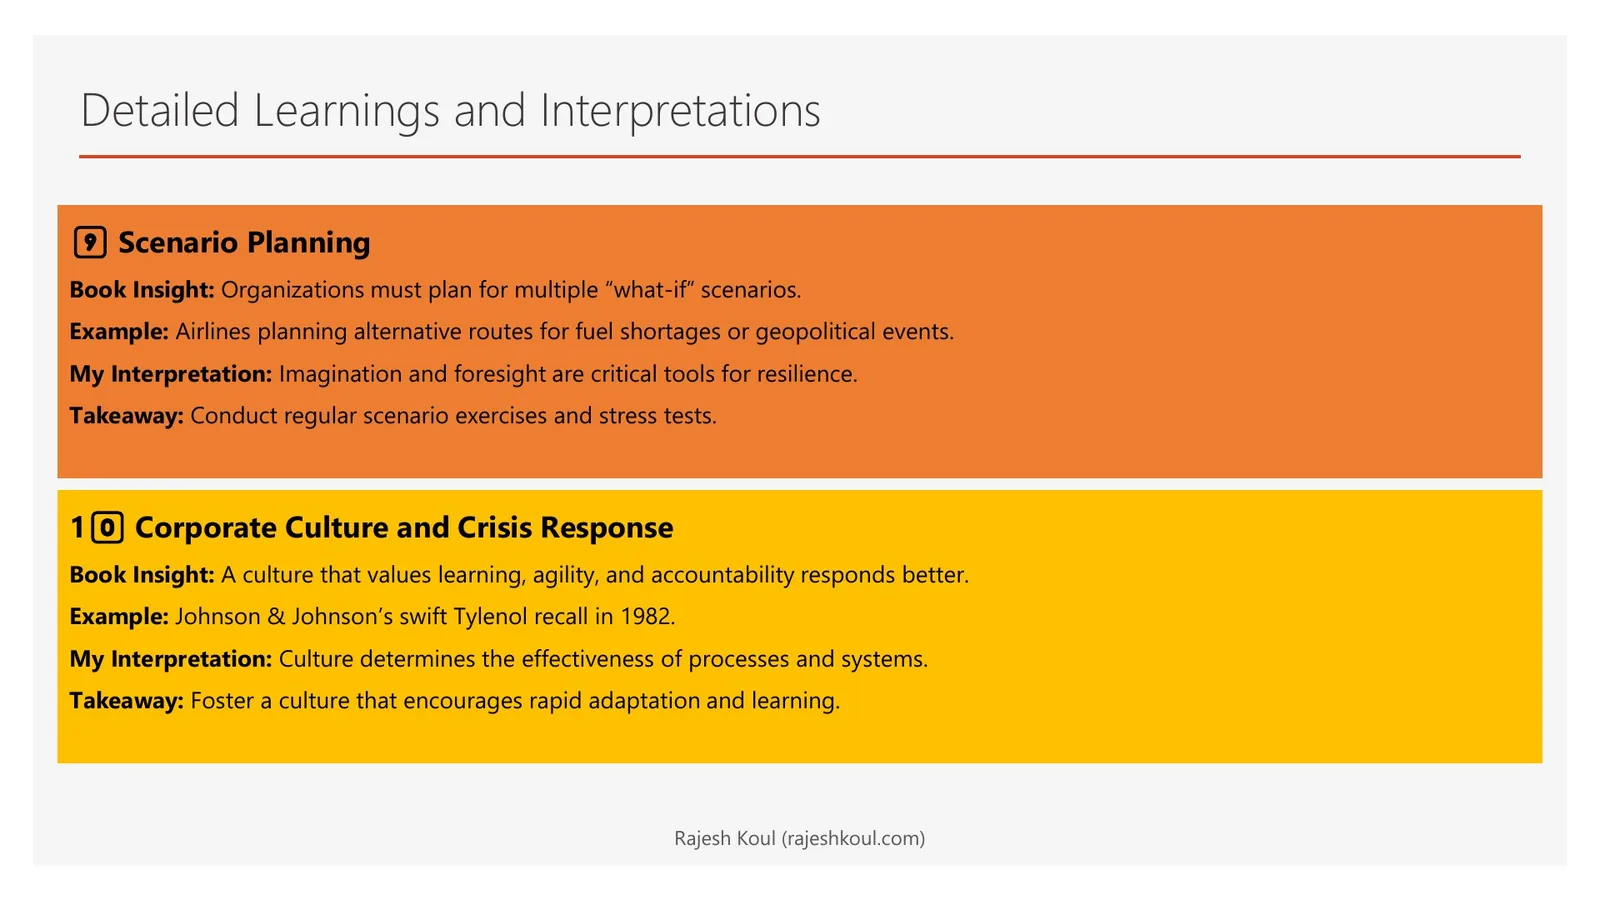 Detailed Learnings and Interpretations
9 Scenario Planning
Book Insight: Organizations must plan for multiple “what-if” scenarios.
Example: Airlines planning alternative routes for fuel shortages or geopolitical events.
My Interpretation: Imagination and foresight are critical tools for resilience.
Takeaway: Conduct regular scenario exercises and stress tests.
10 Corporate Culture and Crisis Response
Book Insight: A culture that values learning, agility, and accountability responds better.
Example: Johnson & Johnson’s swift Tylenol recall in 1982.
My Interpretation: Culture determines the effectiveness of processes and systems.
Takeaway: Foster a culture that encourages rapid adaptation and learning.
Rajesh Koul (rajeshkoul.com)